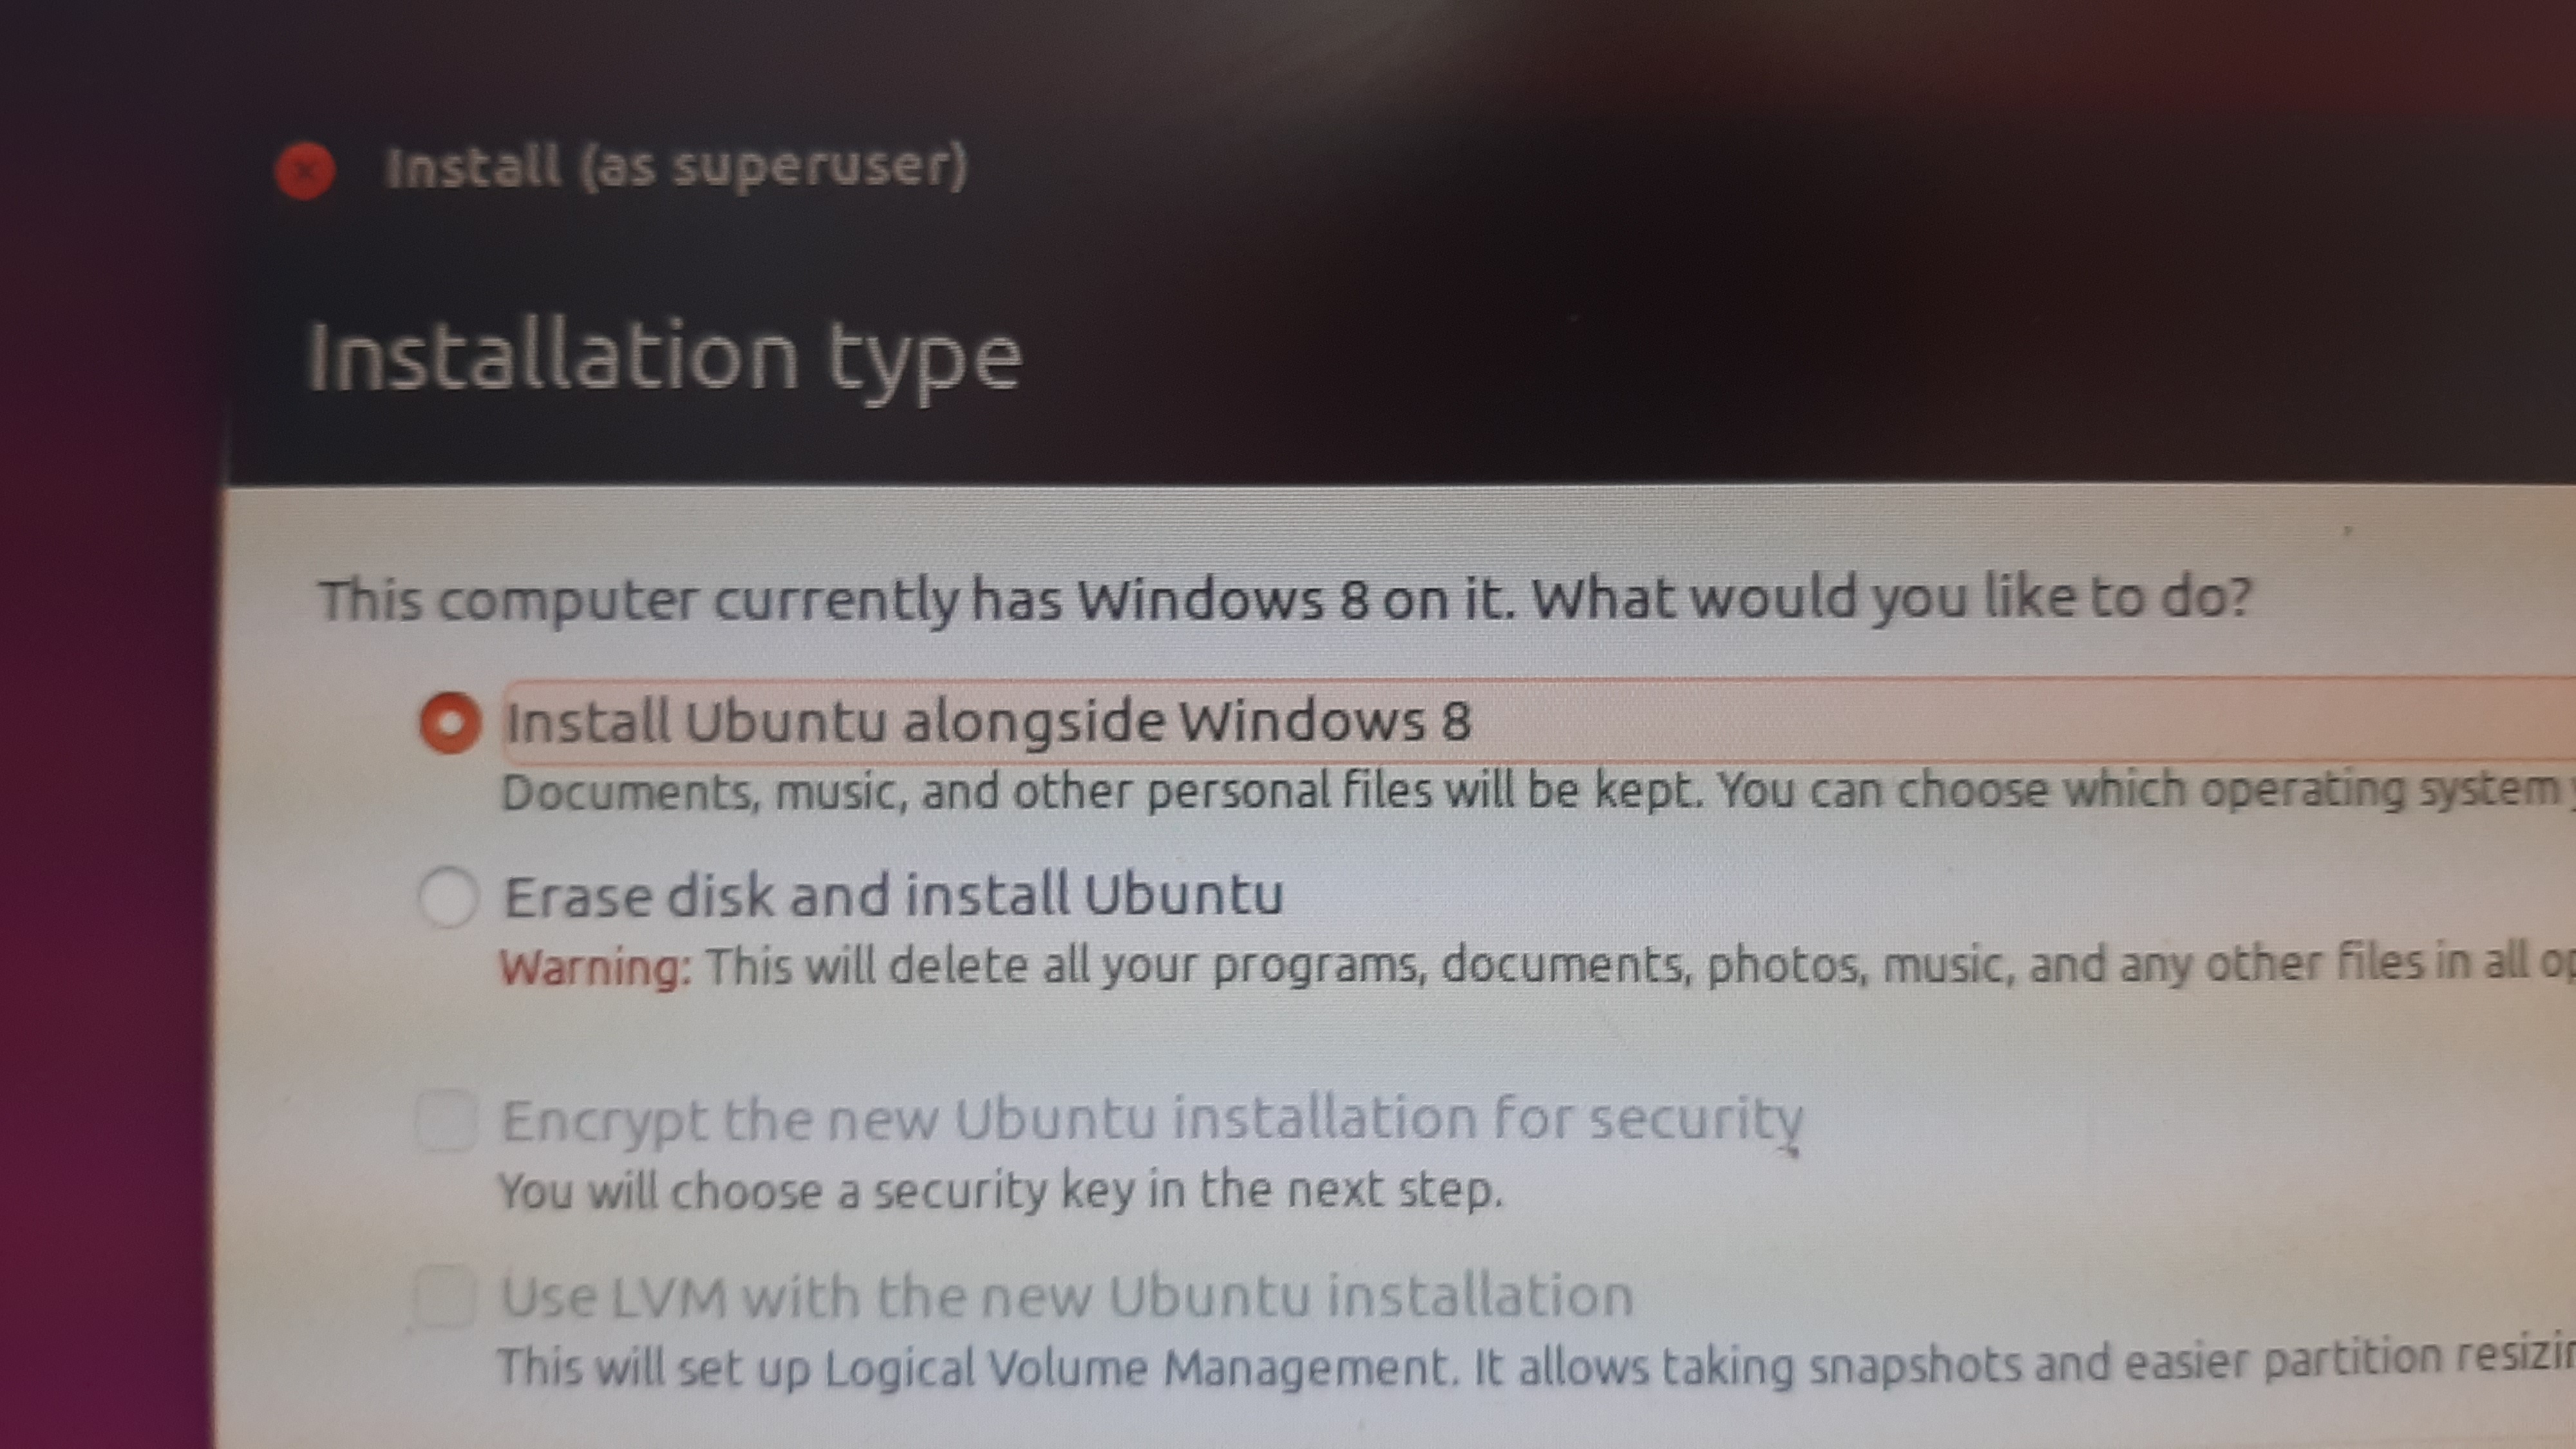 Install (as superuser)
Installation type
This computer currently has Windows 8 on it. What would you like to do?
Install Ubuntu alongside Windows 8
Documents, music, and other personal files will be kept. You can choose which operating system
Erase disk and install Ubuntu
Warning: This will delete all your programs, documents, photos, music, and any other files in all
Encrypt the new Ubuntu installation for security
You will choose a security key in the next step.
Use LVM with the new Ubuntu installation
This will set up Logical Volume Management. It allows taking snapshots and easier partition